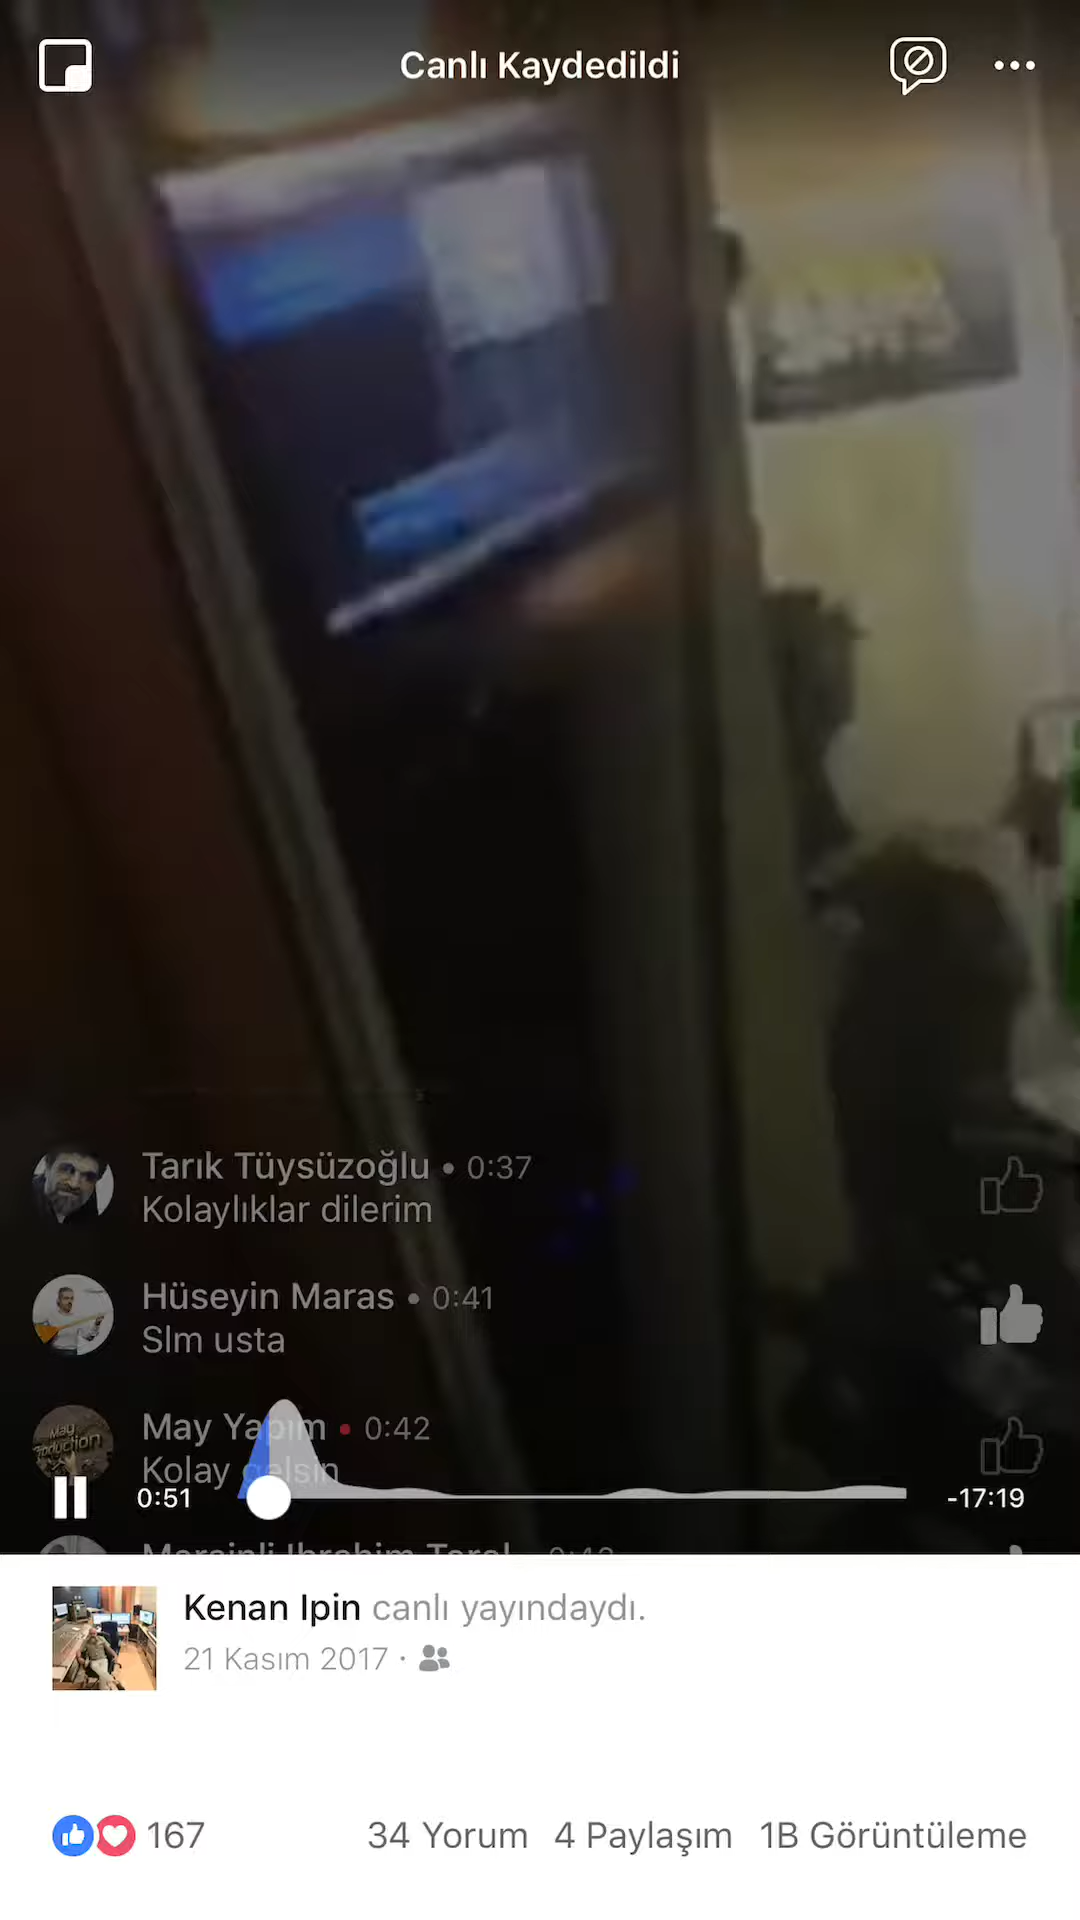 Canlı Kaydedildi
Tarık Tüysüzoğlu • 0:37
Kolaylıklar dilerim
Hüseyin Maras • 0:41
Slm usta
May Yapım • 0:42
Kolay gelsin
0:51
-17:19
Kenan Ipin canlı yayındaydı.
21 Kasım 2017 ·
167
34 Yorum 4 Paylaşım 1B Görüntüleme